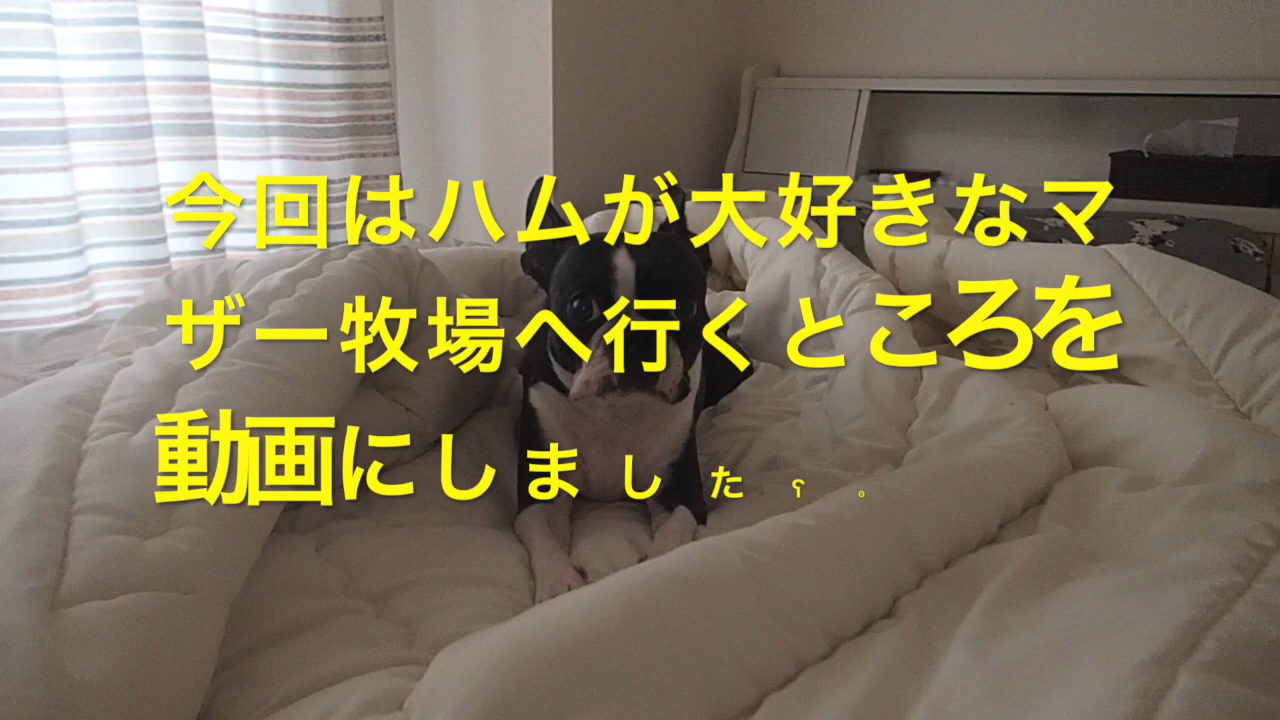 今回はハムが大好きなマ
ザー牧場へ行くところを
動画にしました␦。